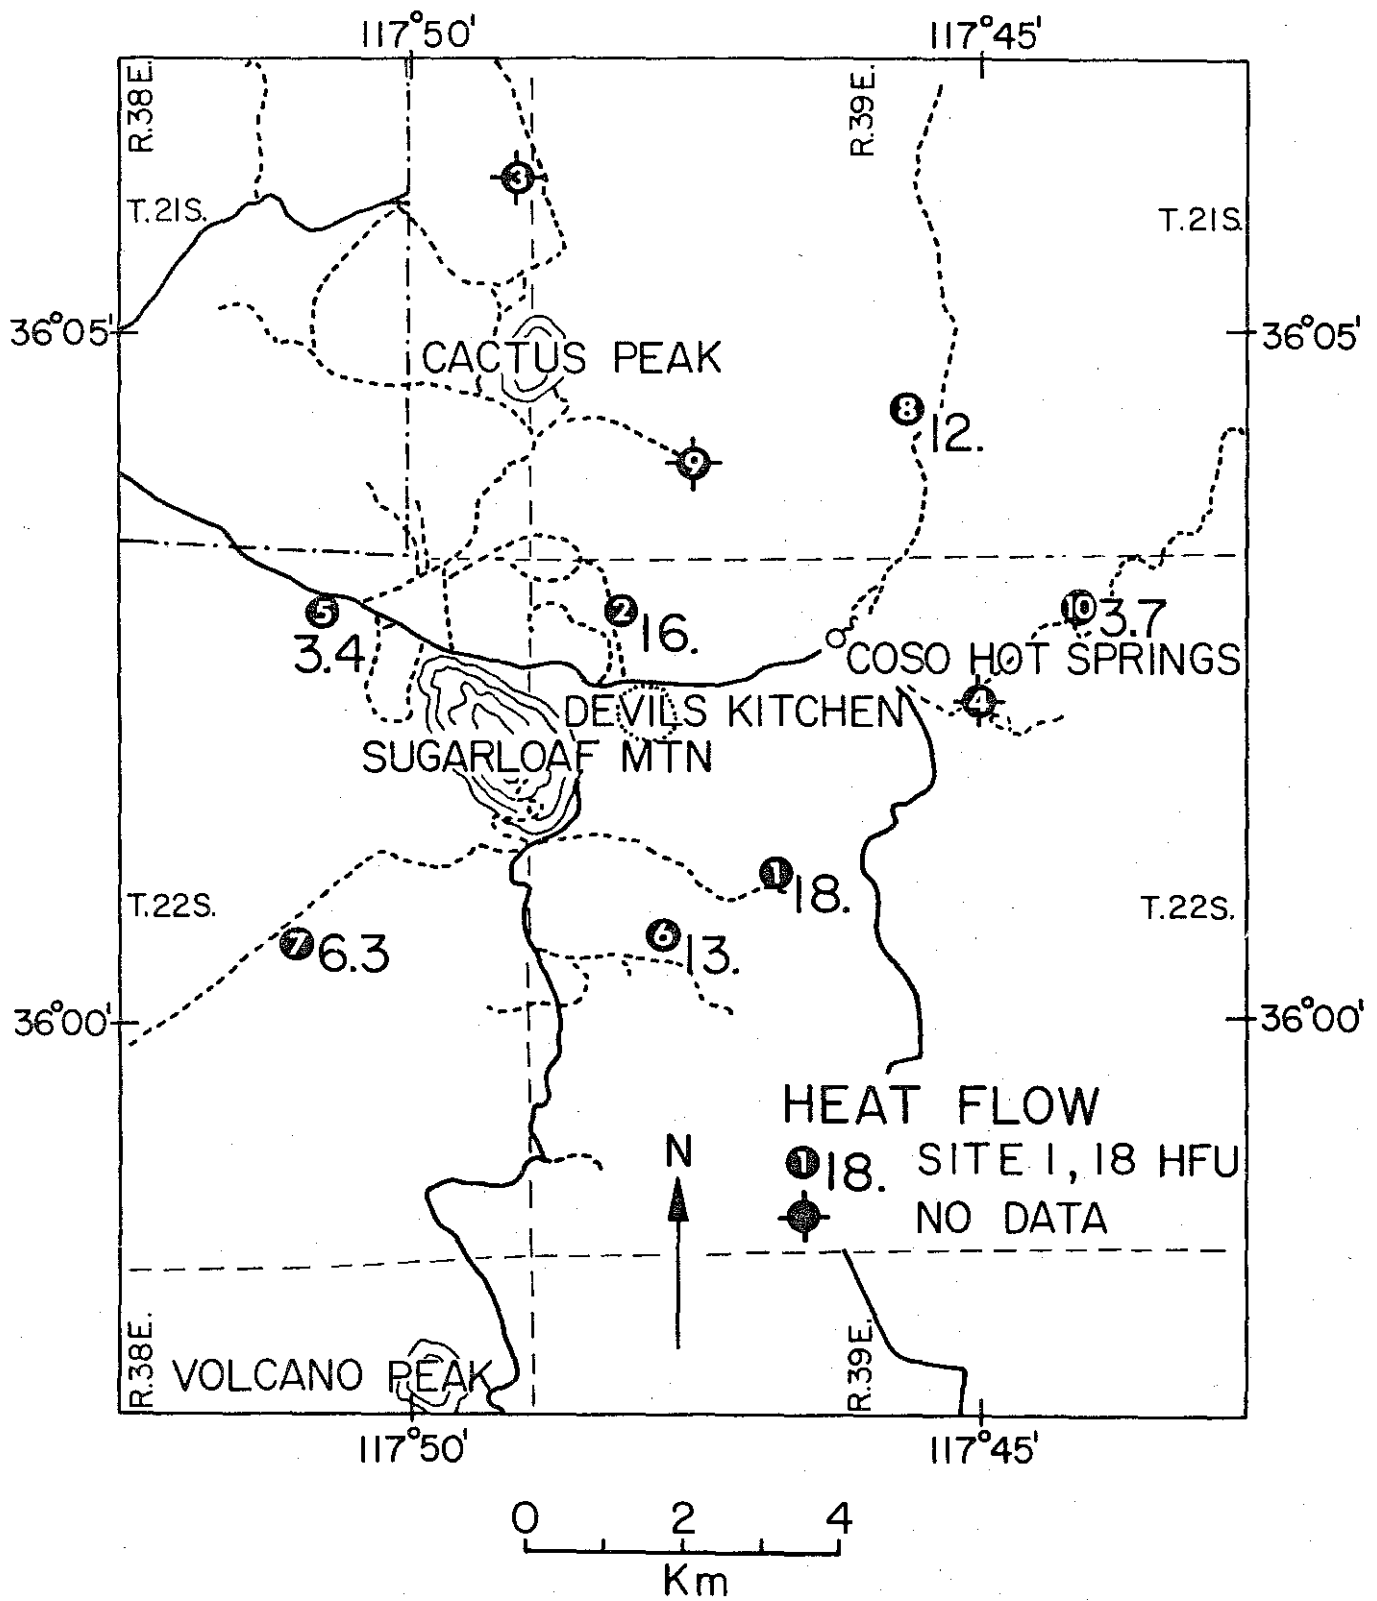 117°50' 117°45'
R.38E. R.39E.
3
T.21S. T.21S.
36°05' 36°05'
CACTUS PEAK
8
12.
9
5 2 10
3.4 16. 3.7
COSO HOT SPRINGS
4
DEVILS KITCHEN
SUGARLOAF MTN
1
18.
T.22S. T.22S.
7 6.3 6 13.
36°00' 36°00'
HEAT FLOW
N
1 18. SITE 1, 18 HFU
NO DATA
R.38E. R.39E.
VOLCANO PEAK
117°50' 117°45'
0 2 4
Km